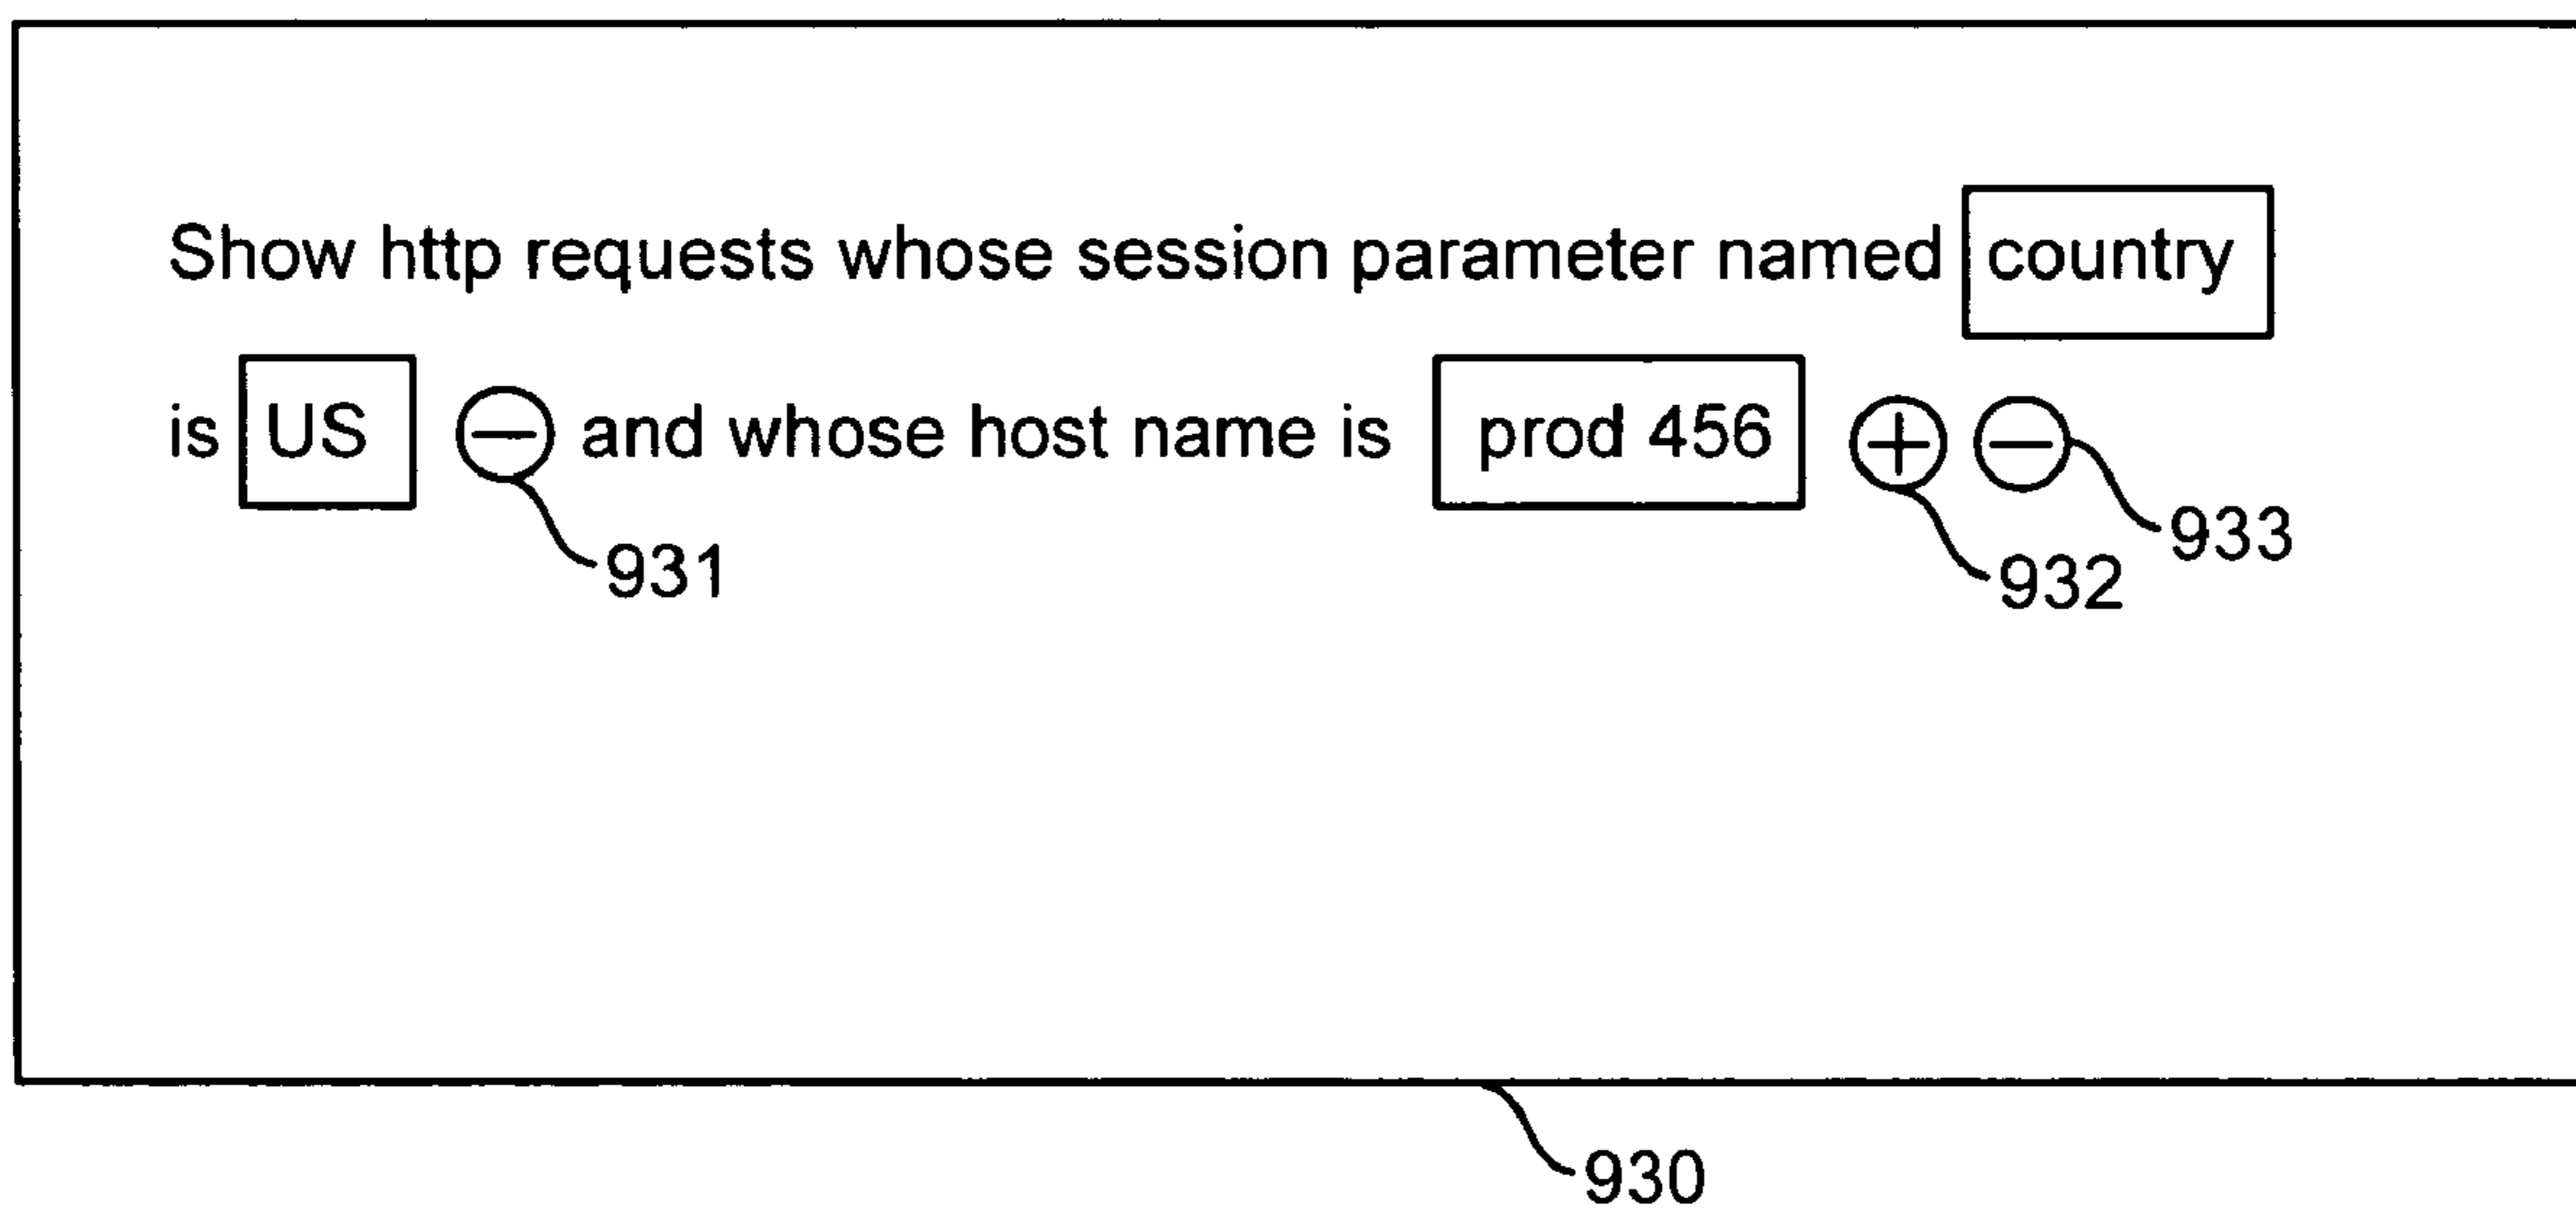 Show http requests whose session parameter named country
is US − and whose host name is prod 456 + −
931
932
933
930